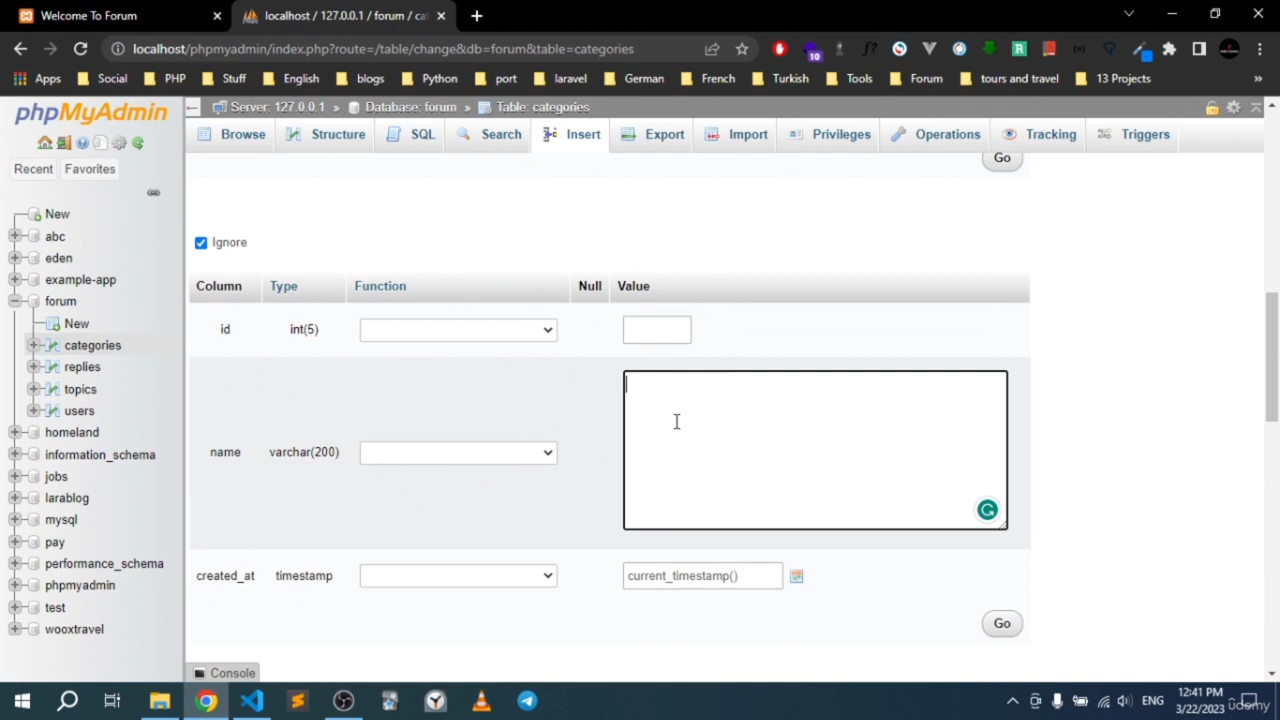 Welcome To Forum
localhost / 127.0.0.1 / forum / ca
localhost/phpmyadmin/index.php?route=/table/change&db=forum&table=categories
10
Apps
Social
PHP
Stuff
English
blogs
Python
port
laravel
German
French
Turkish
Tools
Forum
tours and travel
13 Projects
»
phpMyAdmin
Server: 127.0.0.1 » Database: forum » Table: categories
Browse
Structure
SQL
Search
Insert
Export
Import
Privileges
Operations
Tracking
Triggers
Recent
Favorites
New
abc
eden
example-app
forum
New
categories
replies
topics
users
homeland
information_schema
jobs
larablog
mysql
pay
performance_schema
phpmyadmin
test
wooxtravel
Go
Ignore
Column Type Function Null Value
id int(5)
name varchar(200)
created_at timestamp current_timestamp()
Go
Console
ENG
12:41 PM
3/22/2023
udemy